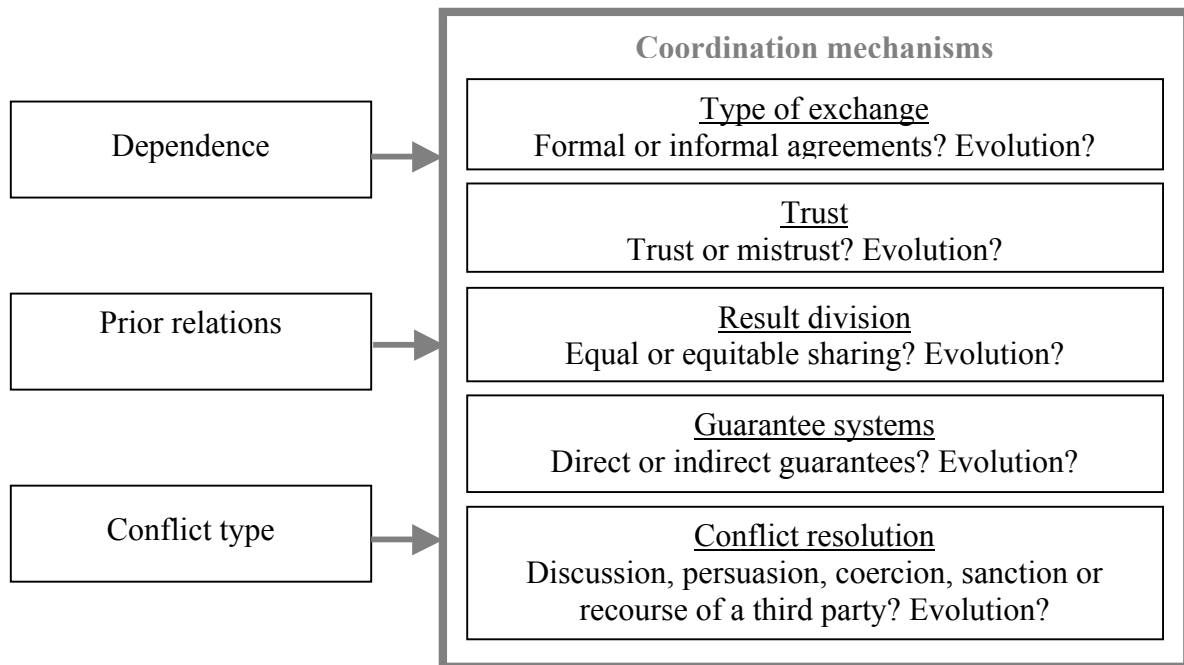 Coordination mechanisms
Dependence
Prior relations
Conflict type
Type of exchange
Formal or informal agreements? Evolution?
Trust
Trust or mistrust? Evolution?
Result division
Equal or equitable sharing? Evolution?
Guarantee systems
Direct or indirect guarantees? Evolution?
Conflict resolution
Discussion, persuasion, coercion, sanction or
recourse of a third party? Evolution?